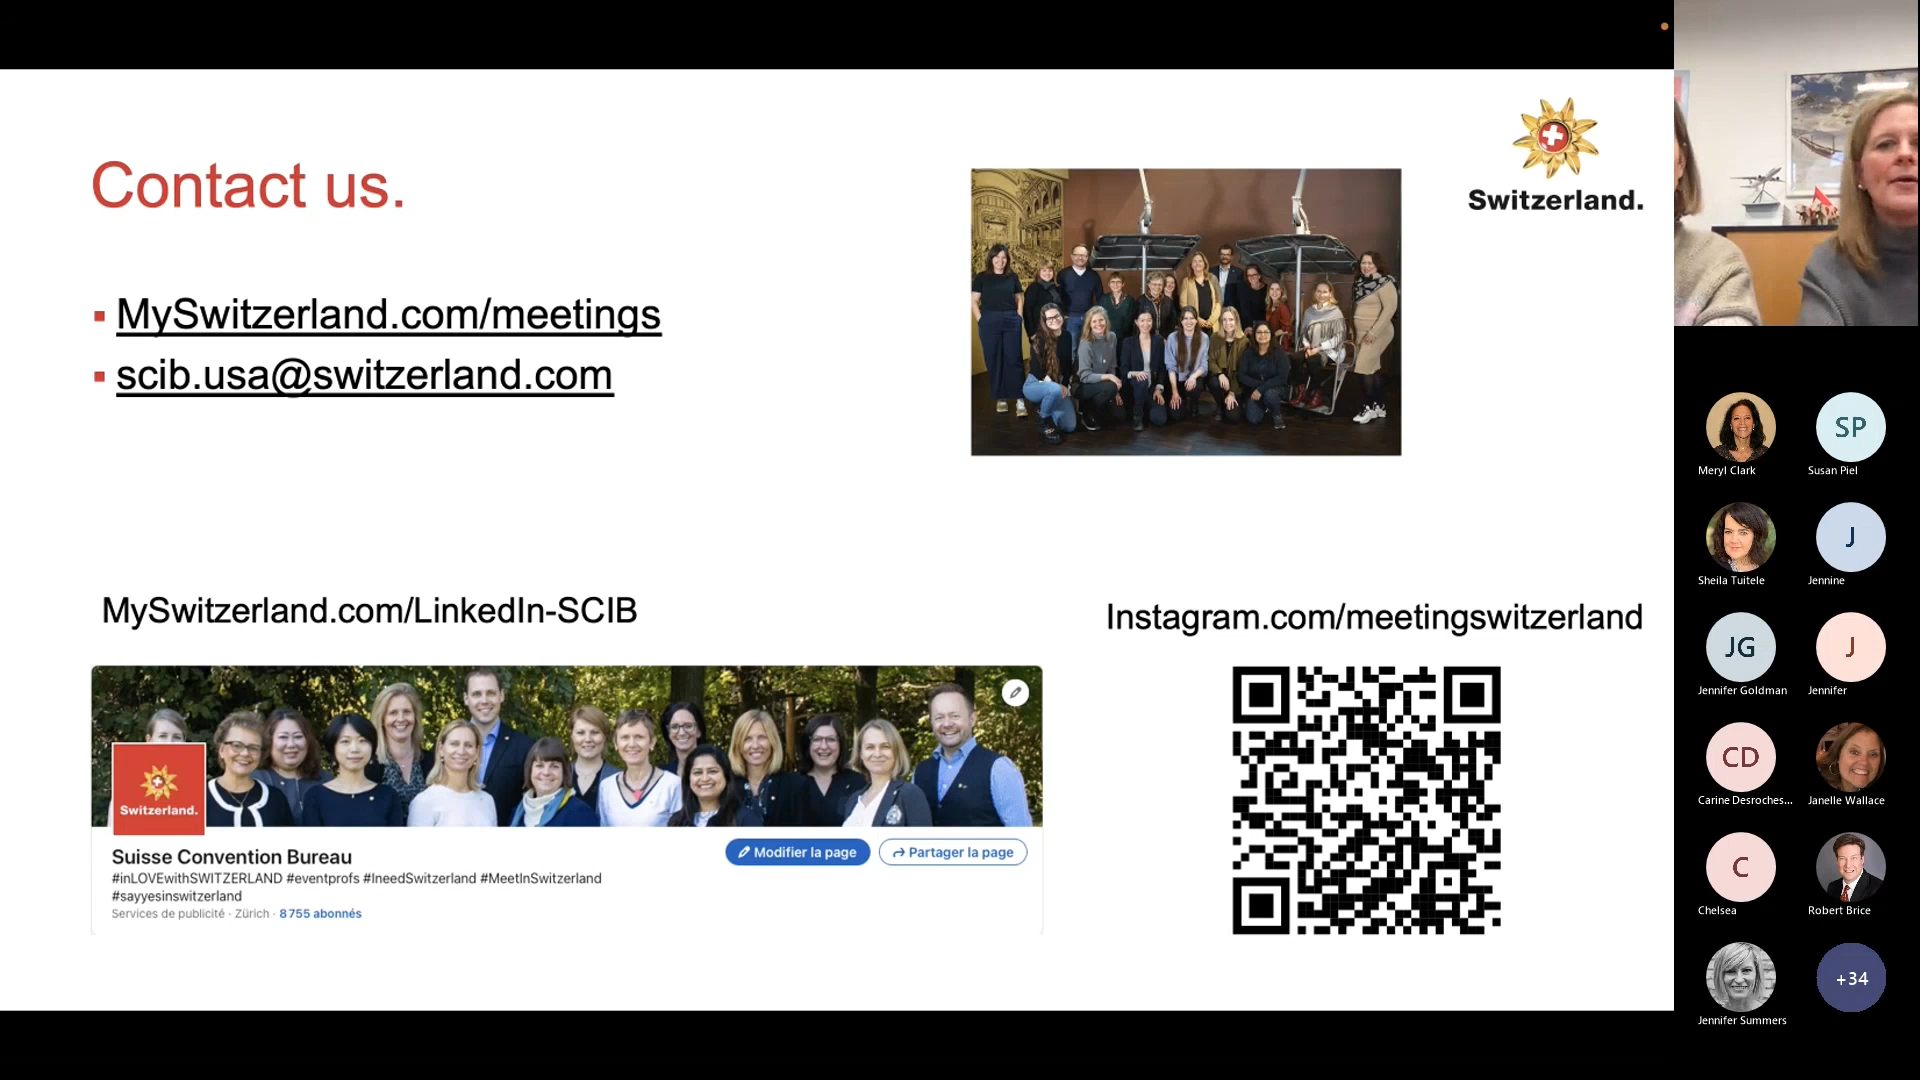 Switzerland.
Contact us.
MySwitzerland.com/meetings
scib.usa@switzerland.com
MySwitzerland.com/LinkedIn-SCIB
Instagram.com/meetingswitzerland
Switzerland.
Suisse Convention Bureau
Modifier la page
Partager la page
#inLOVEwithSWITZERLAND #eventprofs #IneedSwitzerland #MeetInSwitzerland
#sayyesinswitzerland
Services de publicité · Zürich · 8 755 abonnés
Meryl Clark
SP
Susan Piel
Sheila Tuitele
J
Jennine
JG
Jennifer Goldman
J
Jennifer
CD
Carine Desroches...
Janelle Wallace
C
Chelsea
Robert Brice
Jennifer Summers
+34